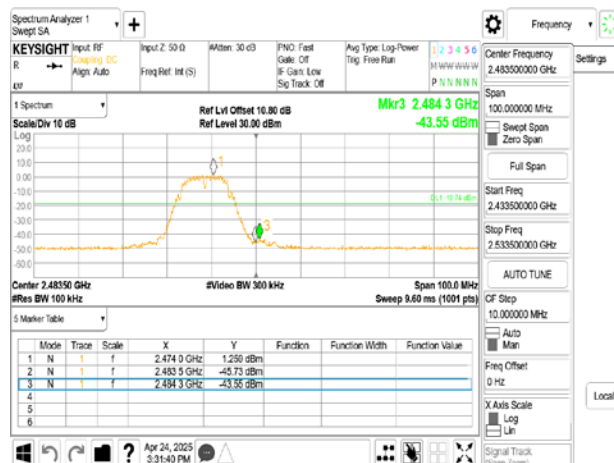 Spectrum Analyzer 1
Swept SA
Frequency
KEYSIGHT
R
Input: RF
Coupling: DC
Align: Auto
Input Z: 50 Ω
Freq Ref: Int (S)
#Atten: 30 dB
PNO: Fast
Gate: Off
IF Gain: Low
Sig Track: Off
Avg Type: Log-Power
Trig: Free Run
1 2 3 4 5 6
M W W W W W
P N N N N N
1 Spectrum
Scale/Div 10 dB
Ref Lvl Offset 10.80 dB
Ref Level 30.00 dBm
Mkr3 2.484 3 GHz
-43.55 dBm
Log
20.0
10.0
0.00
-10.0
-20.0
-30.0
-40.0
-50.0
-60.0
1
3
Center 2.48350 GHz
#Res BW 100 kHz
#Video BW 300 kHz
Span 100.0 MHz
Sweep 9.60 ms (1001 pts)
5 Marker Table
Mode Trace Scale X Y Function Function Width Function Value
1 N 1 f 2.474 0 GHz 1.260 dBm
2 N 1 f 2.483 5 GHz -45.73 dBm
3 N 1 f 2.484 3 GHz -43.55 dBm
4
5
6
Apr 24, 2025
3:31:40 PM
Center Frequency
2.483500000 GHz
Settings
Span
100.000000 MHz
Swept Span
Zero Span
Full Span
Start Freq
2.433500000 GHz
Stop Freq
2.533500000 GHz
AUTO TUNE
CF Step
10.000000 MHz
Auto
Man
Freq Offset
0 Hz
X Axis Scale
Log
Lin
Local
Signal Track